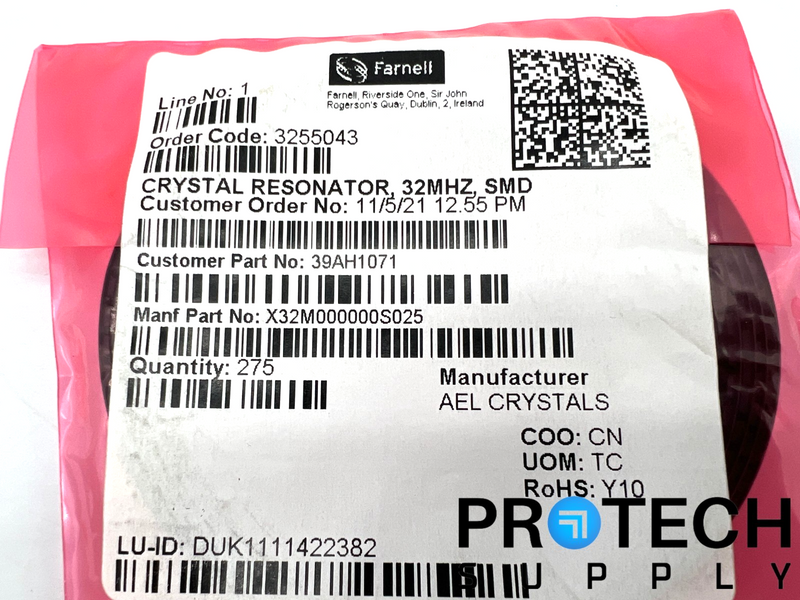 Farnell
Farnell, Riverside One, Sir John
Rogerson's Quay, Dublin, 2, Ireland
Line No: 1
Order Code: 3255043
CRYSTAL RESONATOR, 32MHZ, SMD
Customer Order No: 11/5/21 12.55 PM
Customer Part No: 39AH1071
Manf Part No: X32M000000S025
Quantity: 275
Manufacturer
AEL CRYSTALS
COO: CN
UOM: TC
RoHS: Y10
LU-ID: DUK1111422382
PROTECH
SUPPLY